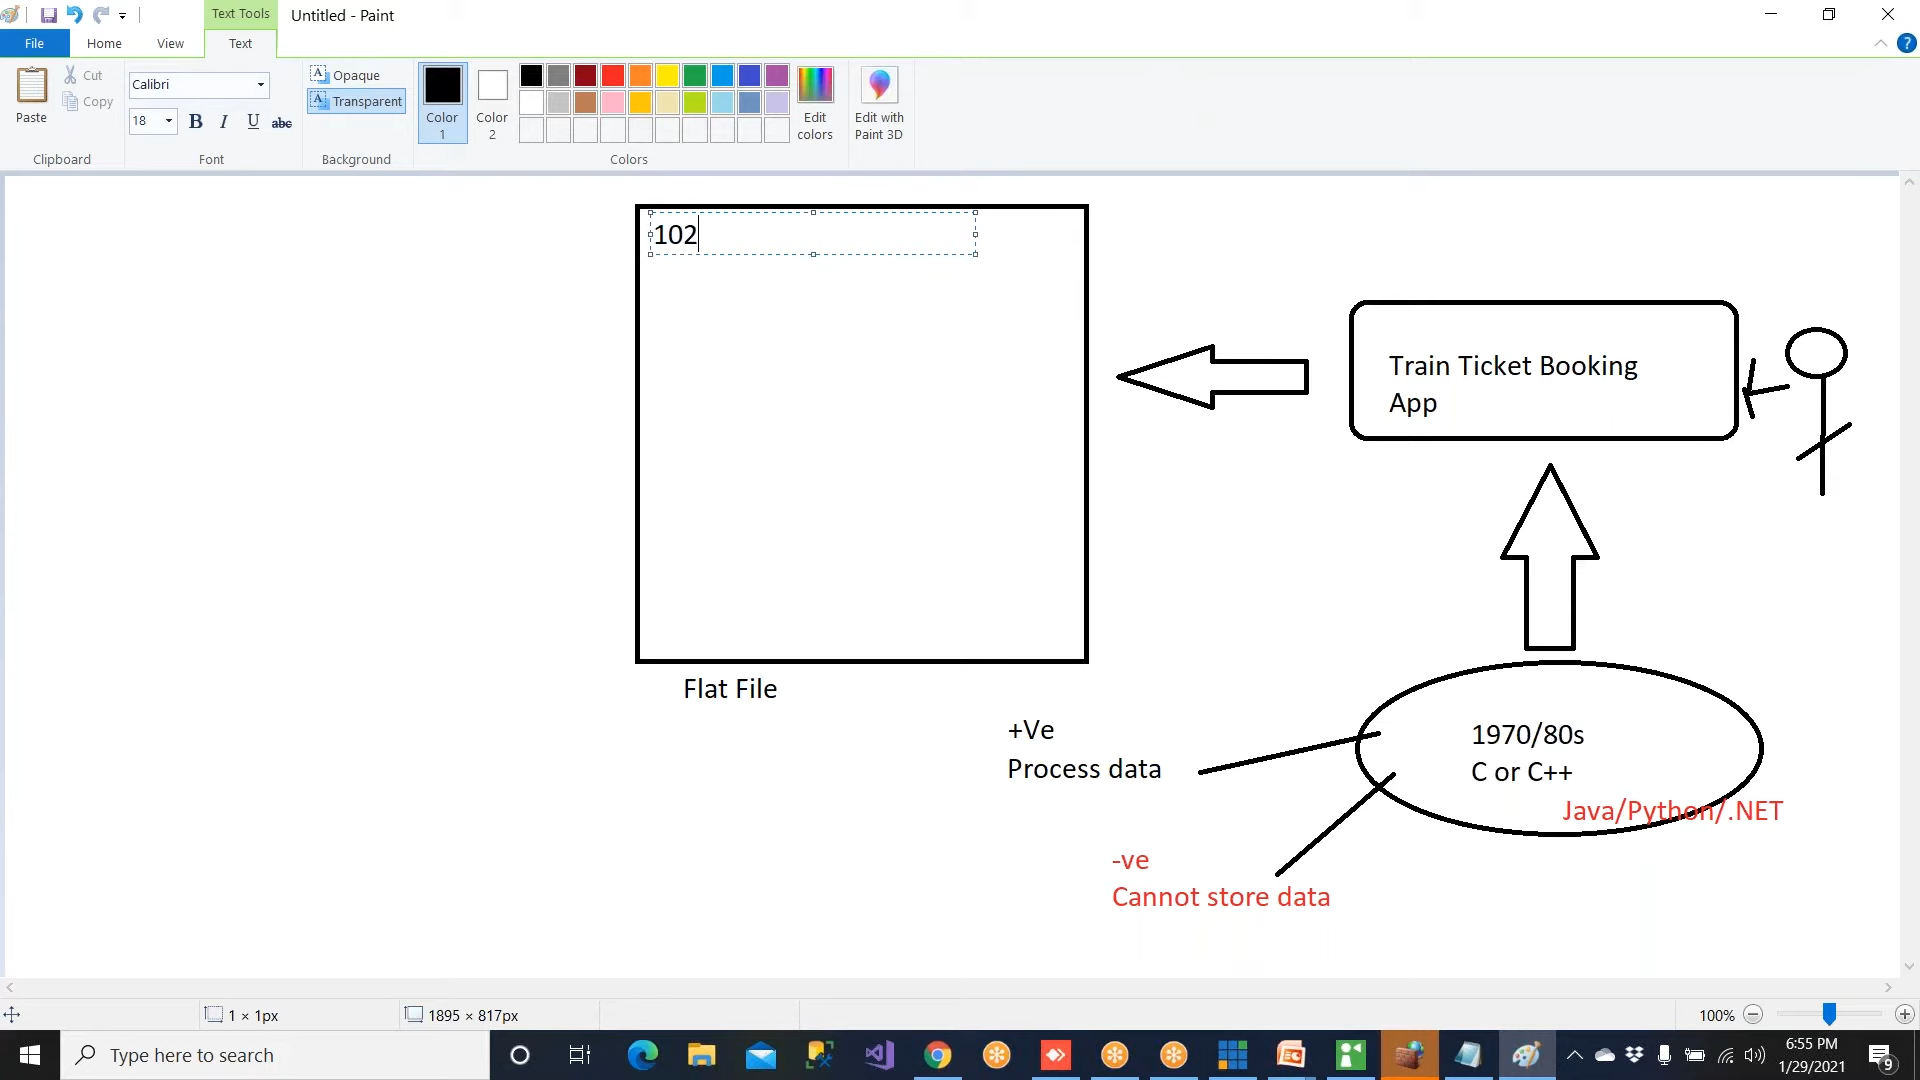 Text Tools
Untitled - Paint
File
Home
View
Text
Paste
Cut
Copy
Clipboard
Calibri
18
B
I
U
abc
Font
Opaque
Transparent
Background
Color
1
Color
2
Edit
colors
Colors
Edit with
Paint 3D
102
Train Ticket Booking
App
Flat File
+Ve
Process data
1970/80s
C or C++
Java/Python/.NET
-ve
Cannot store data
1 × 1px
1895 × 817px
100%
Type here to search
6:55 PM
1/29/2021
9